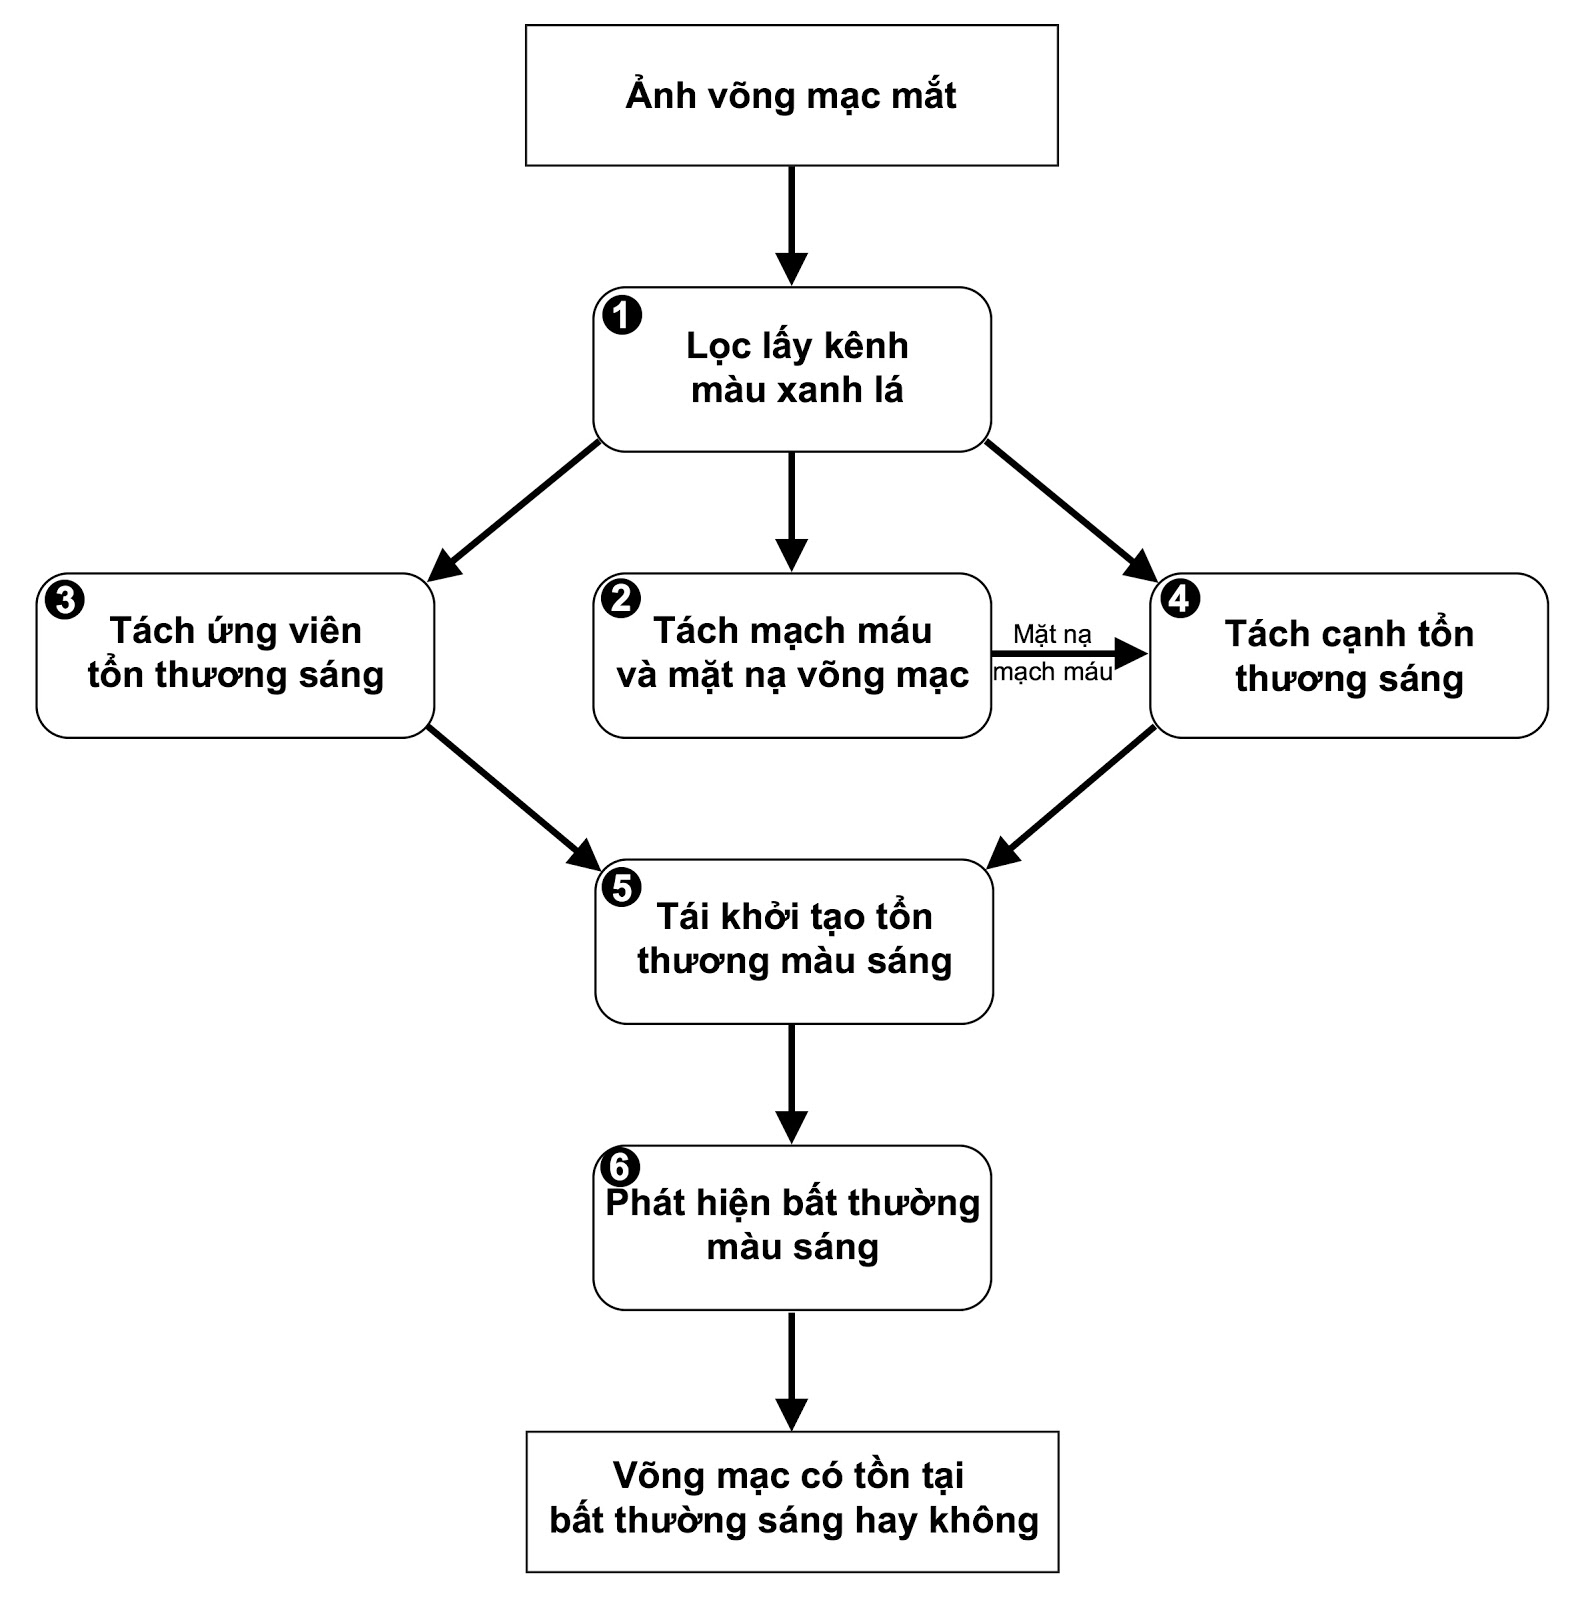 Ảnh võng mạc mắt
1
Lọc lấy kênh
màu xanh lá
3
Tách ứng viên
tổn thương sáng
2
Tách mạch máu
và mặt nạ võng mạc
Mặt nạ
mạch máu
4
Tách cạnh tổn
thương sáng
5
Tái khởi tạo tổn
thương màu sáng
6
Phát hiện bất thường
màu sáng
Võng mạc có tồn tại
bất thường sáng hay không